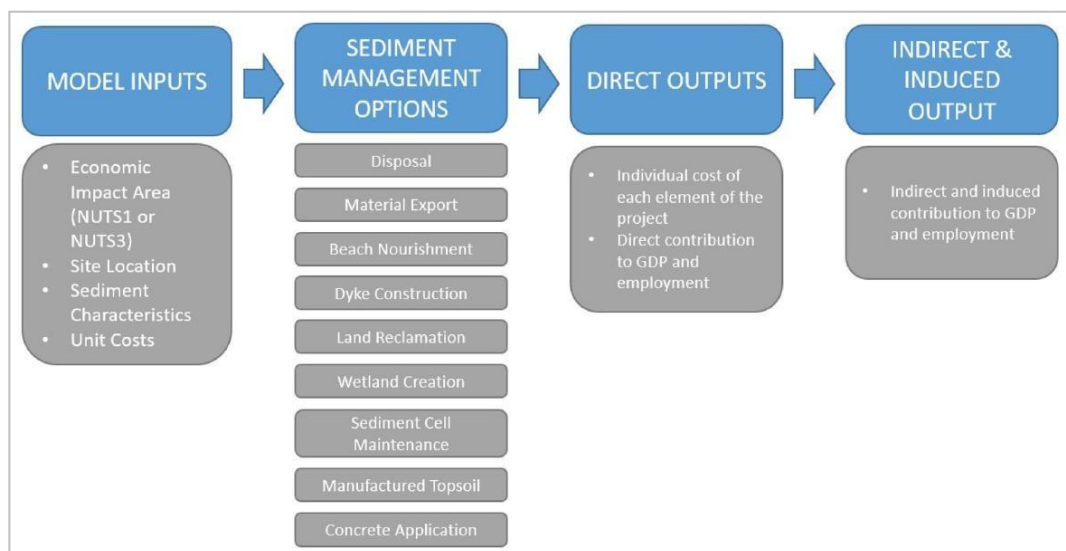 MODEL INPUTS
• Economic
Impact Area
(NUTS1 or
NUTS3)
• Site Location
• Sediment
Characteristics
• Unit Costs
SEDIMENT
MANAGEMENT
OPTIONS
Disposal
Material Export
Beach Nourishment
Dyke Construction
Land Reclamation
Wetland Creation
Sediment Cell
Maintenance
Manufactured Topsoil
Concrete Application
DIRECT OUTPUTS
• Individual cost of
each element of the
project
• Direct contribution
to GDP and
employment
INDIRECT &
INDUCED
OUTPUT
• Indirect and induced
contribution to GDP
and employment